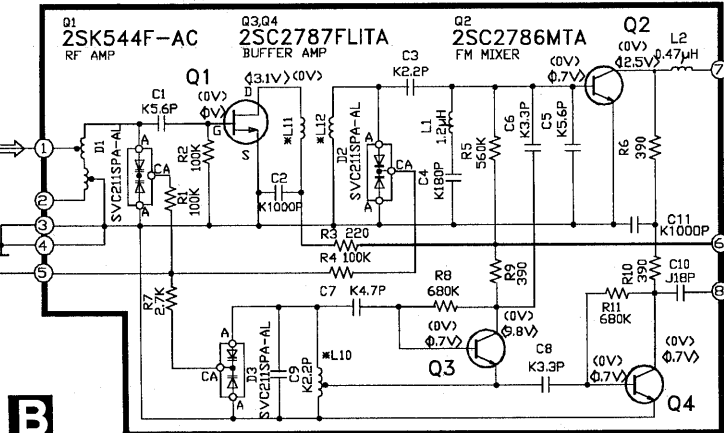 Q1
2SK544F-AC
RF AMP
Q3,Q4
2SC2787FLITA
BUFFER AMP
Q2
2SC2786MTA
FM MIXER
Q2
L2
0.47μH
7
C3
K2.2P
(0V)
(0.7V)
(0V)
(2.5V)
Q1
(3.1V) (0V)
D
(0V)
(0V)
G
S
C1
K5.6P
1
2
3
4
5
D1
SVC211SPA-AL
A
CA
A
R2
100K
R1
100K
C2
K1000P
*L11
*L12
D2
SVC211SPA-AL
A
CA
A
L1
1.2μH
C4
K180P
R5
560K
C6
K3.3P
C5
K5.6P
R6
390
C11
K1000P
6
R3 220
R4 100K
R9
390
R10
390
C10
J18P
8
R7
2.7K
C7 K4.7P
R8
680K
R11
680K
A
CA
A
D3
SVC211SPA-AL
C9
K2.2P
*L10
(0V)
(0.7V)
(0V)
(3.8V)
Q3
C8
K3.3P
(0V)
(0.7V)
(0V)
(0.7V)
Q4
B